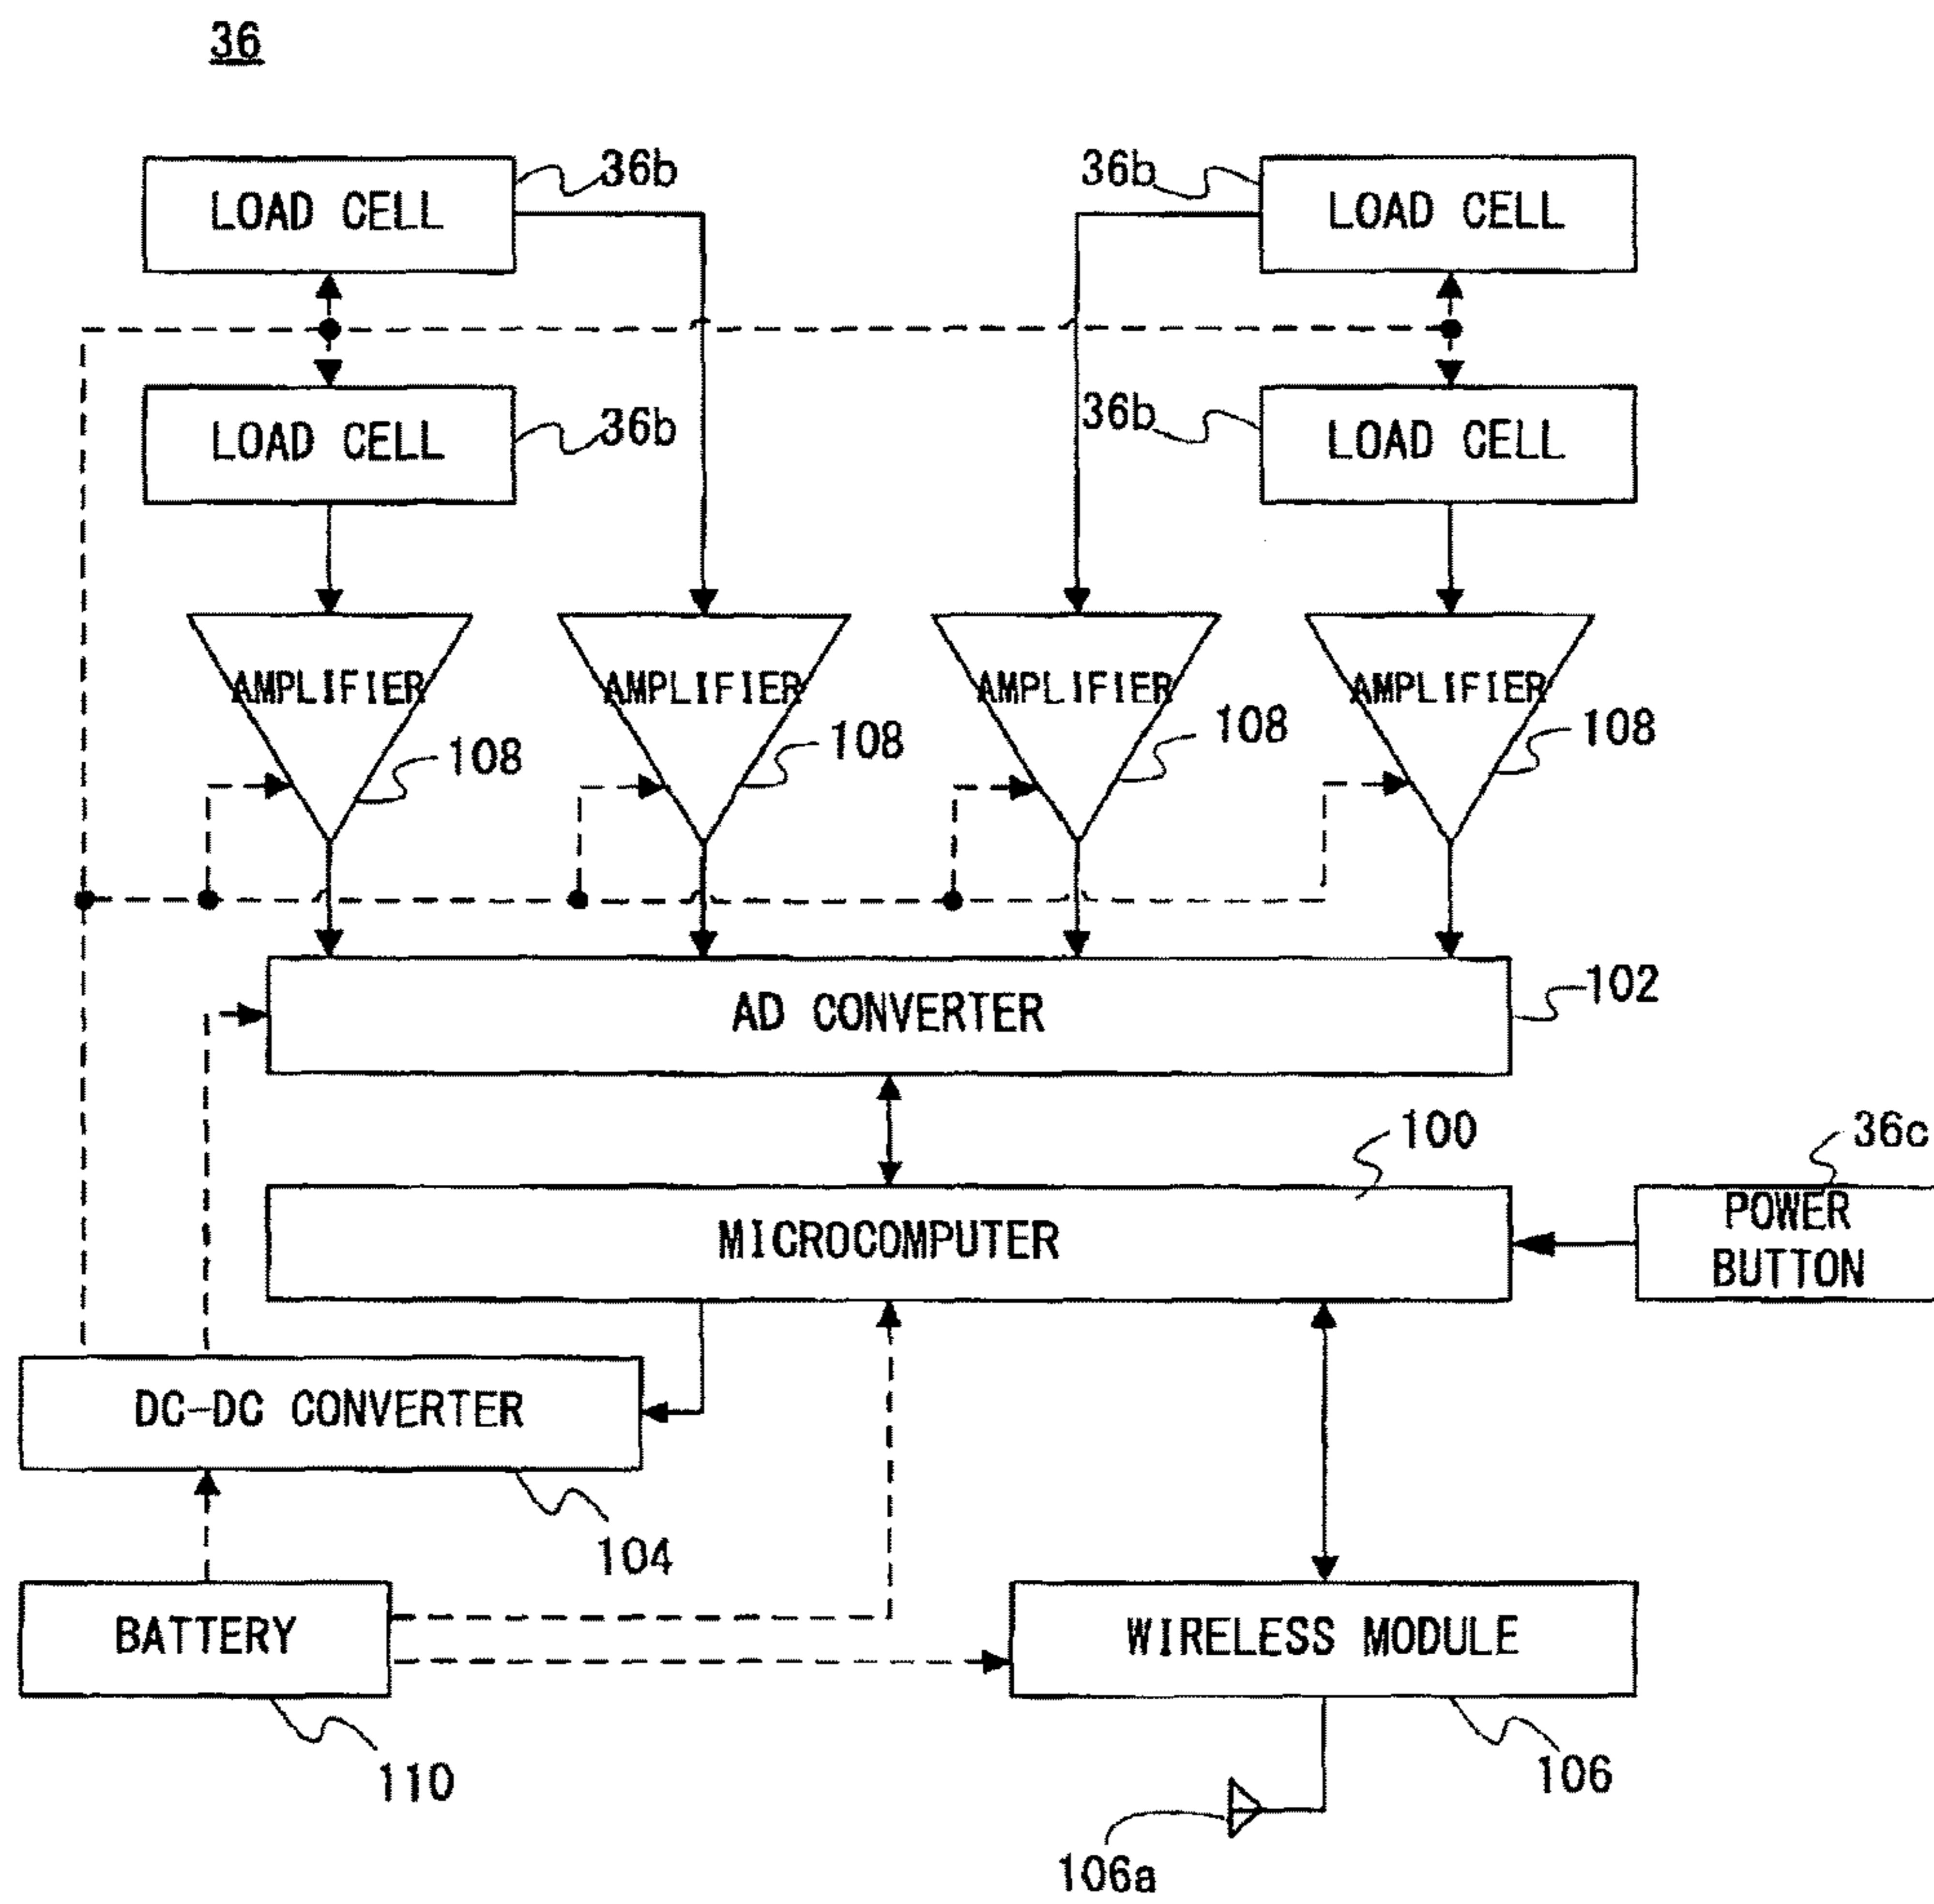 36
LOAD CELL
36b
36b
LOAD CELL
LOAD CELL
36b
36b
LOAD CELL
AMPLIFIER
AMPLIFIER
AMPLIFIER
AMPLIFIER
108
108
108
108
AD CONVERTER
102
100
36c
MICROCOMPUTER
POWER
BUTTON
DC-DC CONVERTER
104
BATTERY
WIRELESS MODULE
110
106
106a